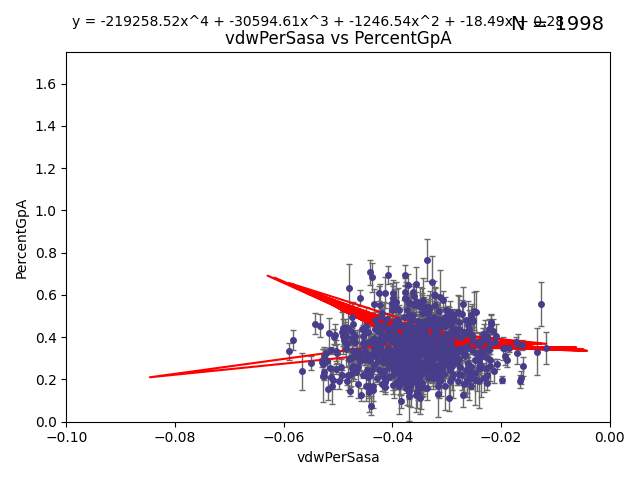 y = -219258.52x^4 + -30594.61x^3 + -1246.54x^2 + -18.49x + 0.28
N = 1998
vdwPerSasa vs PercentGpA
PercentGpA
1.6
1.4
1.2
1.0
0.8
0.6
0.4
0.2
0.0
−0.10 −0.08 −0.06 −0.04 −0.02 0.00
vdwPerSasa